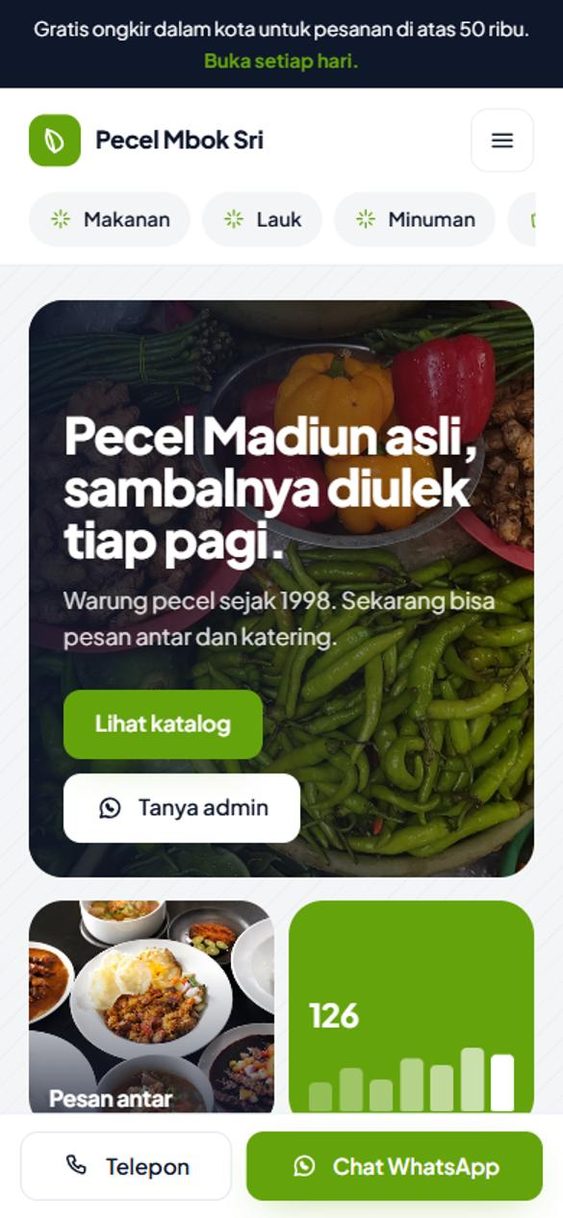 Gratis ongkir dalam kota untuk pesanan di atas 50 ribu.
Buka setiap hari.
Pecel Mbok Sri
Makanan
Lauk
Minuman
Pecel Madiun asli,
sambalnya diulek
tiap pagi.
Warung pecel sejak 1998. Sekarang bisa
pesan antar dan katering.
Lihat katalog
Tanya admin
126
Pesan antar
Telepon
Chat WhatsApp